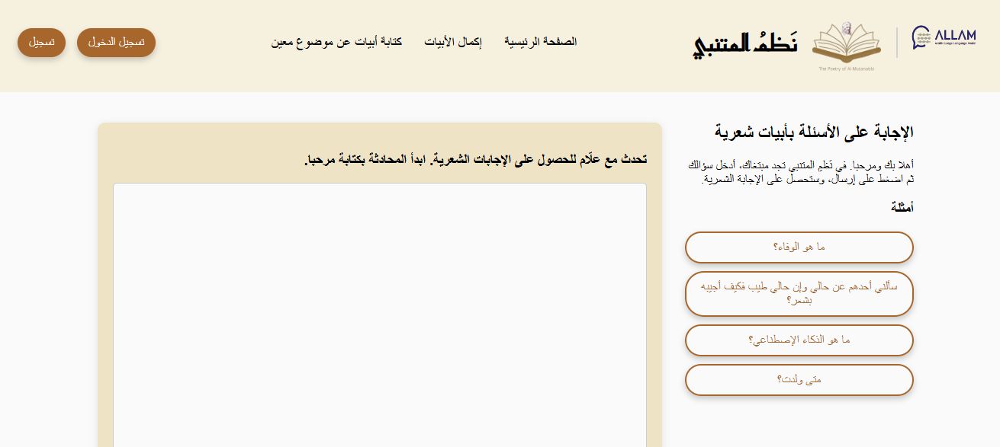 ALLAM
Arabic Large Language Model
The Poetry of Al-Mutanabbi
نَظمُ المتنبي
الصفحة الرئيسية
إكمال الأبيات
كتابة أبيات عن موضوع معين
تسجيل الدخول
تسجيل
الإجابة على الأسئلة بأبيات شعرية
أهلا بك ومرحبا. في نَظمِ المتنبي تجد مبتغاك، أدخل سؤالك
ثم اضغط على إرسال، وستحصل على الإجابة الشعرية.
أمثلة
ما هو الوفاء؟
سألني أحدهم عن حالي وإن حالي طيب فكيف أجيبه
بشعر؟
ما هو الذكاء الإصطناعي؟
متى ولدت؟
تحدث مع علّام للحصول على الإجابات الشعرية. ابدأ المحادثة بكتابة مرحبا.